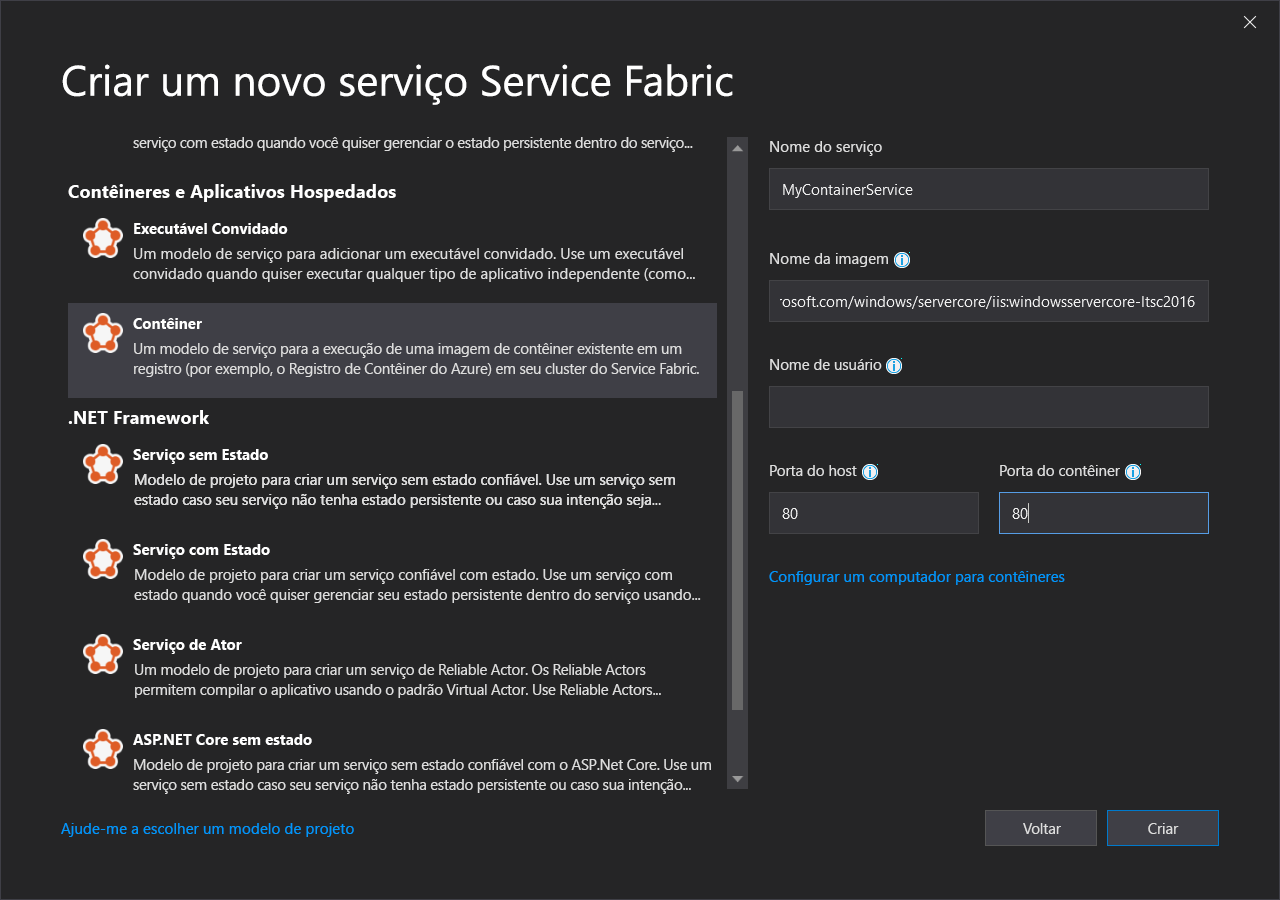 Criar um novo serviço Service Fabric
serviço com estado quando você quiser gerenciar o estado persistente dentro do serviço...
Contêineres e Aplicativos Hospedados
Executável Convidado
Um modelo de serviço para adicionar um executável convidado. Use um executável
convidado quando quiser executar qualquer tipo de aplicativo independente (como...
Contêiner
Um modelo de serviço para a execução de uma imagem de contêiner existente em um
registro (por exemplo, o Registro de Contêiner do Azure) em seu cluster do Service Fabric.
.NET Framework
Serviço sem Estado
Modelo de projeto para criar um serviço sem estado confiável. Use um serviço sem
estado caso seu serviço não tenha estado persistente ou caso sua intenção seja...
Serviço com Estado
Modelo de projeto para criar um serviço confiável com estado. Use um serviço com
estado quando você quiser gerenciar seu estado persistente dentro do serviço usando...
Serviço de Ator
Um modelo de projeto para criar um serviço de Reliable Actor. Os Reliable Actors
permitem compilar o aplicativo usando o padrão Virtual Actor. Use Reliable Actors...
ASP.NET Core sem estado
Modelo de projeto para criar um serviço sem estado confiável com o ASP.Net Core. Use um
serviço sem estado caso seu serviço não tenha estado persistente ou caso sua intenção...
Nome do serviço
MyContainerService
Nome da imagem
rosoft.com/windows/servercore/iis:windowsservercore-ltsc2016
Nome de usuário
Porta do host
Porta do contêiner
80
80
Configurar um computador para contêineres
Ajude-me a escolher um modelo de projeto
Voltar
Criar